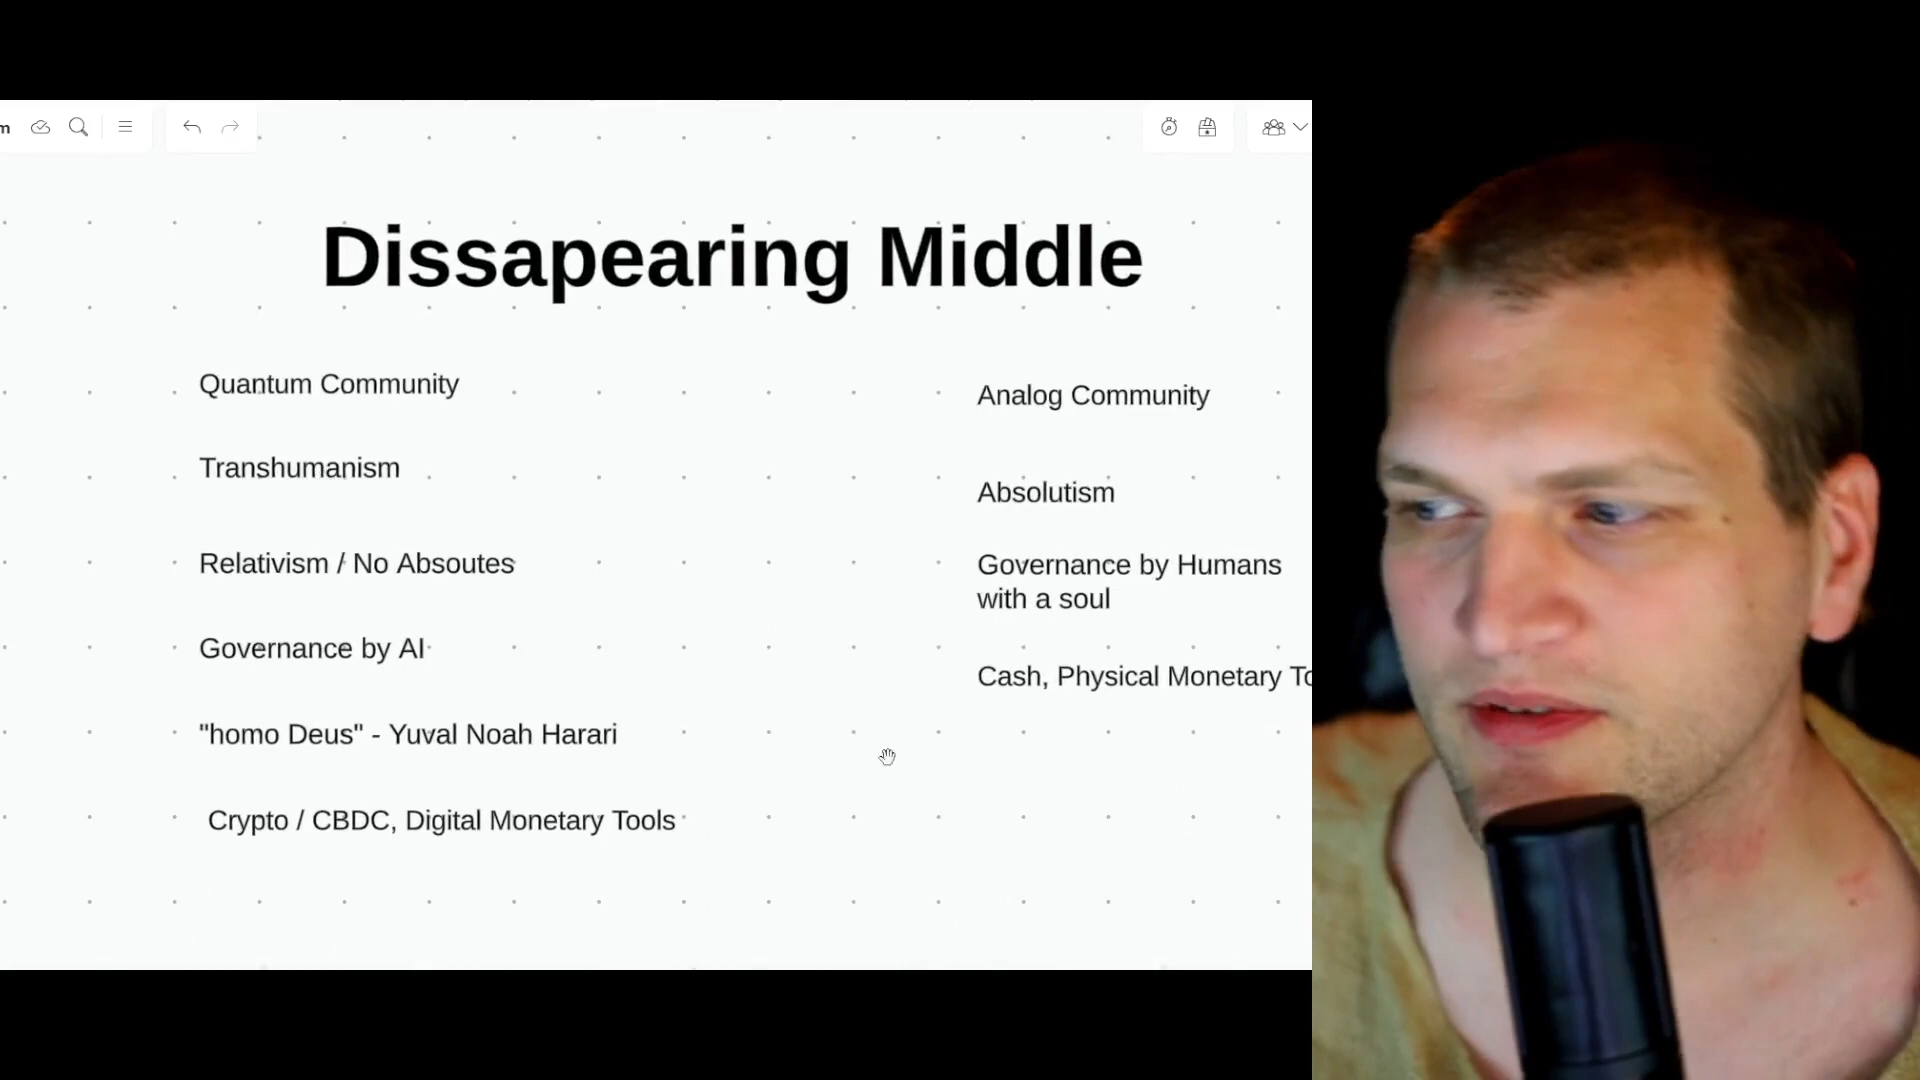 m
Dissapearing Middle
Quantum Community
Transhumanism
Relativism / No Absoutes
Governance by AI
"homo Deus" - Yuval Noah Harari
Crypto / CBDC, Digital Monetary Tools
Analog Community
Absolutism
Governance by Humans
with a soul
Cash, Physical Monetary To